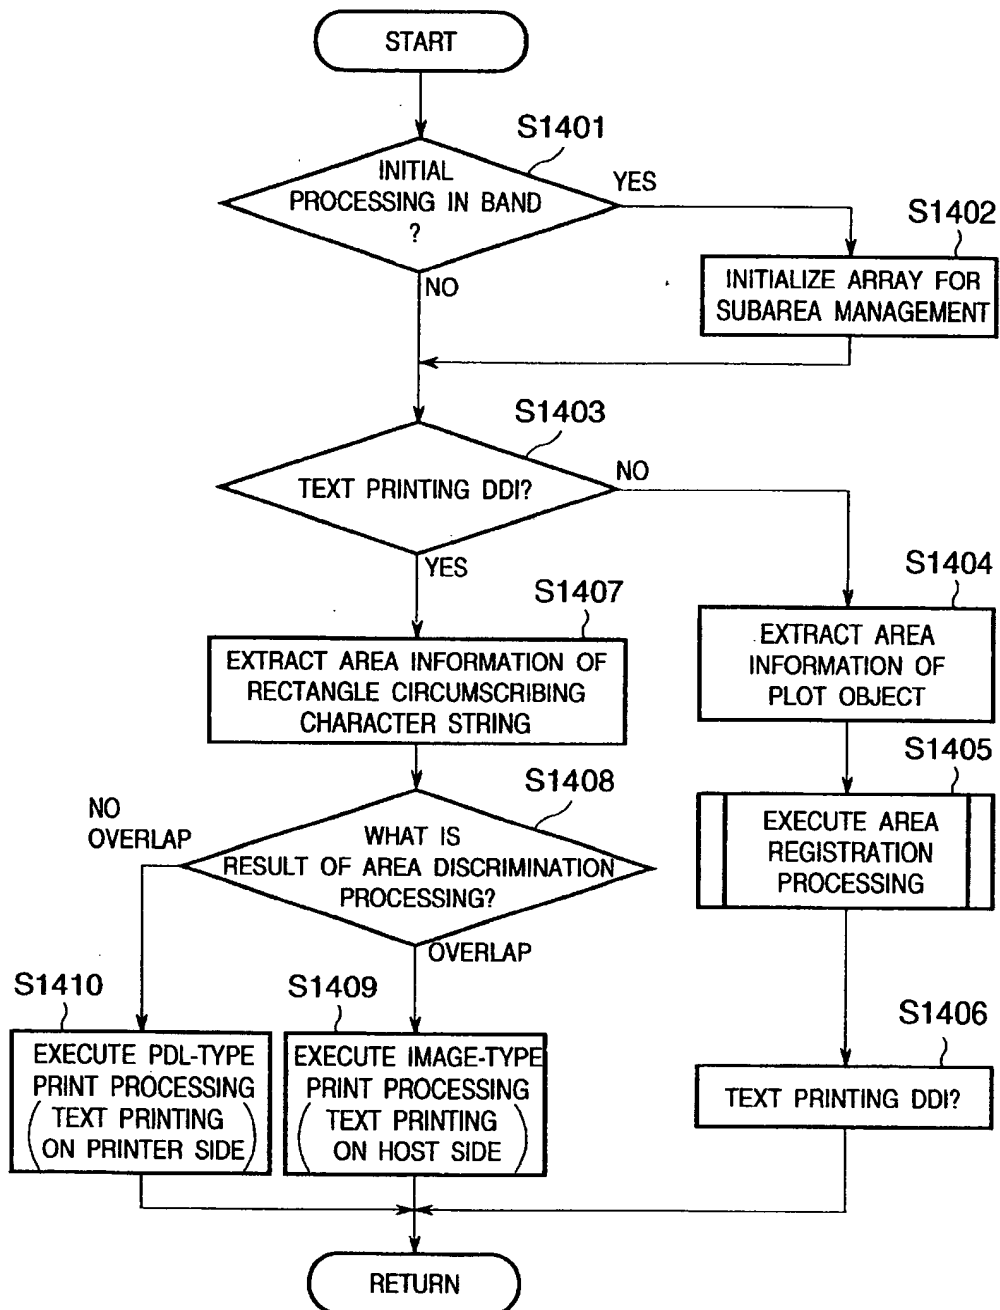 START
S1401
INITIAL
PROCESSING IN BAND
?
YES
NO
S1402
INITIALIZE ARRAY FOR
SUBAREA MANAGEMENT
S1403
TEXT PRINTING DDI?
NO
YES
S1404
EXTRACT AREA
INFORMATION OF
PLOT OBJECT
S1407
EXTRACT AREA INFORMATION OF
RECTANGLE CIRCUMSCRIBING
CHARACTER STRING
S1405
EXECUTE AREA
REGISTRATION
PROCESSING
S1408
WHAT IS
RESULT OF AREA DISCRIMINATION
PROCESSING?
NO
OVERLAP
OVERLAP
S1410
EXECUTE PDL-TYPE
PRINT PROCESSING
(TEXT PRINTING
ON PRINTER SIDE)
S1409
EXECUTE IMAGE-TYPE
PRINT PROCESSING
(TEXT PRINTING
ON HOST SIDE)
S1406
TEXT PRINTING DDI?
RETURN